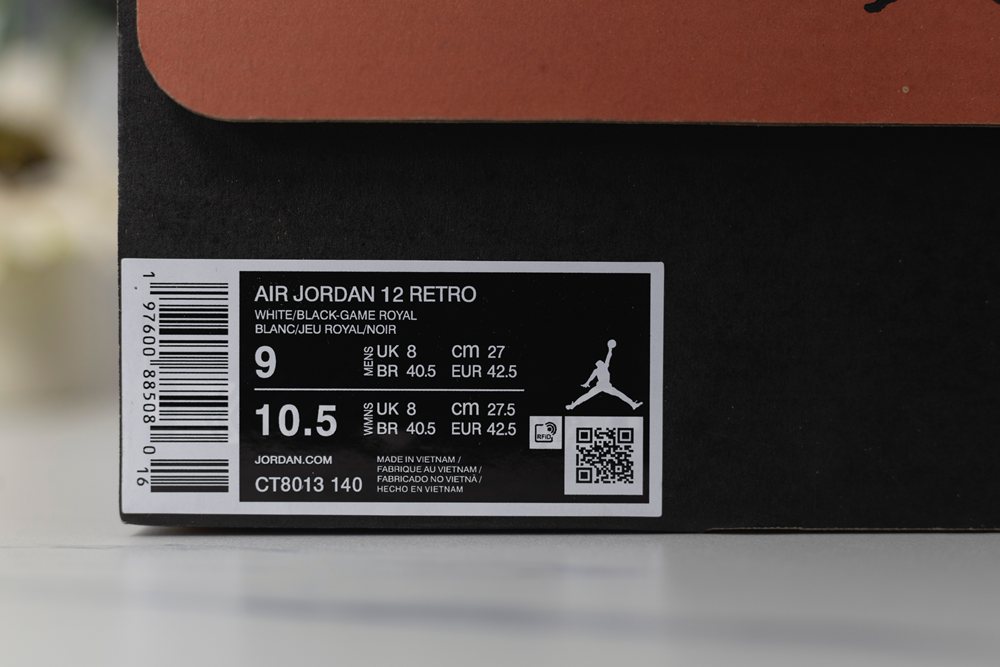 AIR JORDAN 12 RETRO
WHITE/BLACK-GAME ROYAL
BLANC/JEU ROYAL/NOIR
9 MENS UK 8 cm 27
BR 40.5 EUR 42.5
10.5 WMNS UK 8 cm 27.5
BR 40.5 EUR 42.5
RFID
JORDAN.COM
CT8013 140
MADE IN VIETNAM /
FABRIQUE AU VIETNAM /
FABRICADO NO VIETNÃ /
HECHO EN VIETNAM
1 97600 88508 0 16